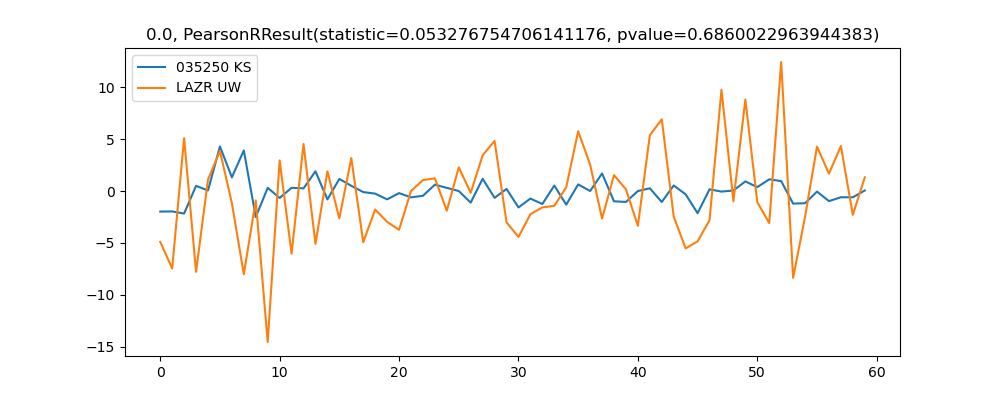 0.0, PearsonRResult(statistic=0.053276754706141176, pvalue=0.6860022963944383)
035250 KS
LAZR UW
10
5
0
−5
−10
−15
0 10 20 30 40 50 60